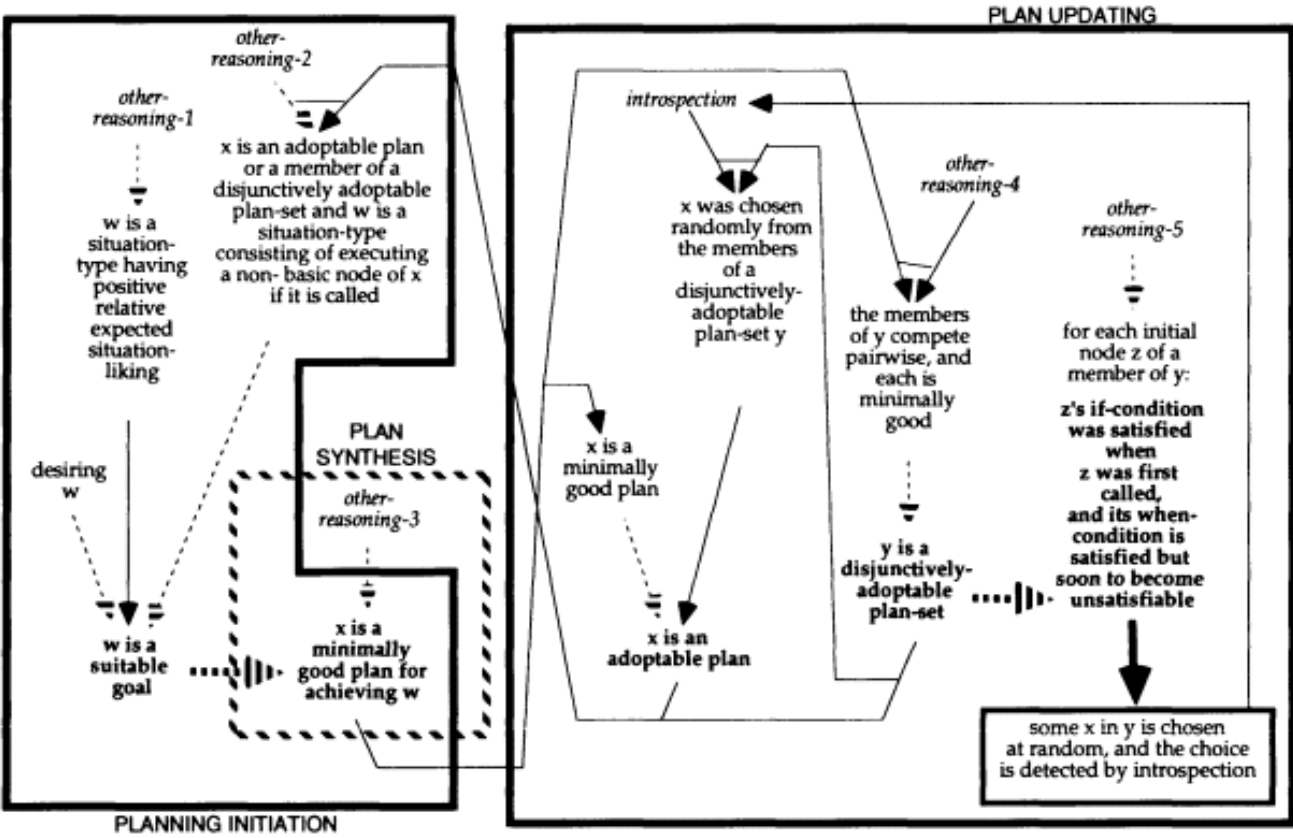 PLAN UPDATING
other-
reasoning-2
other-
reasoning-1
x is an adoptable plan
or a member of a
disjunctively adoptable
plan-set and w is a
situation-type
consisting of executing
a non- basic node of x
if it is called
w is a
situation-
type having
positive
relative
expected
situation-
liking
desiring
w
w is a
suitable
goal
PLAN
SYNTHESIS
other-
reasoning-3
x is a
minimally
good plan for
achieving w
PLANNING INITIATION
introspection
x was chosen
randomly from
the members
of a
disjunctively-
adoptable
plan-set y
x is a
minimally
good plan
x is an
adoptable plan
other-
reasoning-4
the members
of y compete
pairwise, and
each is
minimally
good
y is a
disjunctively-
adoptable
plan-set
other-
reasoning-5
for each initial
node z of a
member of y:
z's if-condition
was satisfied
when
z was first
called,
and its when-
condition is
satisfied but
soon to become
unsatisfiable
some x in y is chosen
at random, and the choice
is detected by introspection